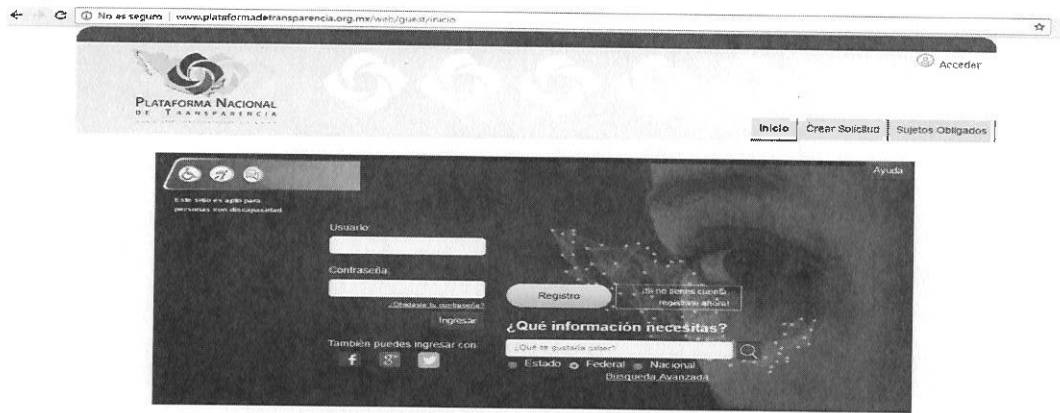 No es seguro | www.plataformadetransparencia.org.mx/web/guest/inicio
Acceder
PLATAFORMA NACIONAL
DE TRANSPARENCIA
Inicio Crear Solicitud Sujetos Obligados
Ayuda
Este sitio es apto para
personas con discapacidad
Usuario:
Contraseña:
¿Olvidaste tu contraseña?
Ingresar
También puedes ingresar con:
f g+
Registro
¡Si no tienes cuenta
regístrate ahora!
¿Qué información necesitas?
¿Qué te gustaría saber?
Estado Federal Nacional
Búsqueda Avanzada